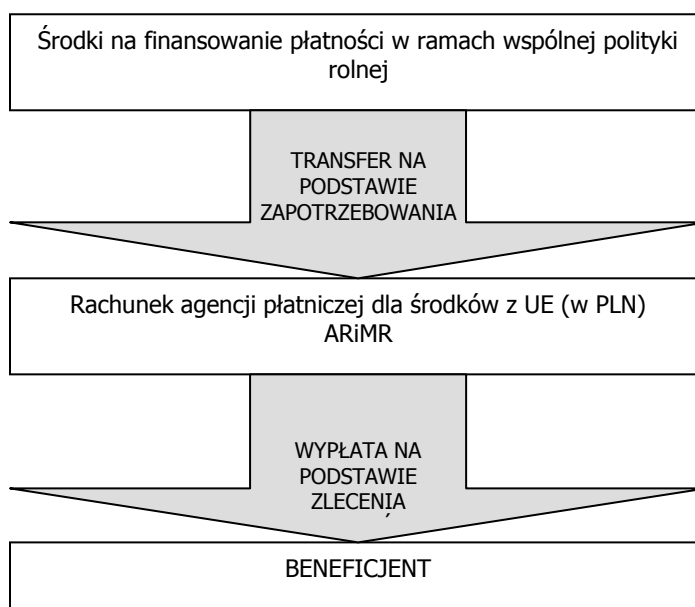 Środki na finansowanie płatności w ramach wspólnej polityki
rolnej
TRANSFER NA
PODSTAWIE
ZAPOTRZEBOWANIA
Rachunek agencji płatniczej dla środków z UE (w PLN)
ARiMR
WYPŁATA NA
PODSTAWIE
ZLECENIA
BENEFICJENT